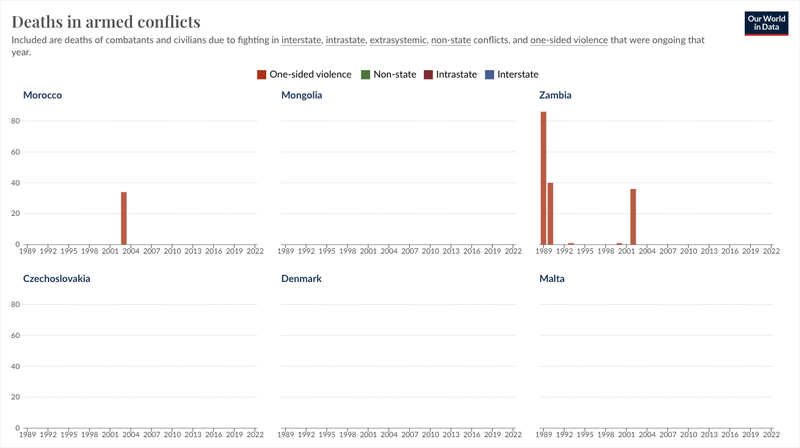 Deaths in armed conflicts
Our World
in Data
Included are deaths of combatants and civilians due to fighting in interstate, intrastate, extrasystemic, non-state conflicts, and one-sided violence that were ongoing that
year.
One-sided violence Non-state Intrastate Interstate
Morocco Mongolia Zambia
80
60
40
20
0
1989 1992 1995 1998 2001 2004 2007 2010 2013 2016 2019 2022 1989 1992 1995 1998 2001 2004 2007 2010 2013 2016 2019 2022 1989 1992 1995 1998 2001 2004 2007 2010 2013 2016 2019 2022
Czechoslovakia Denmark Malta
80
60
40
20
0
1989 1992 1995 1998 2001 2004 2007 2010 2013 2016 2019 2022 1989 1992 1995 1998 2001 2004 2007 2010 2013 2016 2019 2022 1989 1992 1995 1998 2001 2004 2007 2010 2013 2016 2019 2022